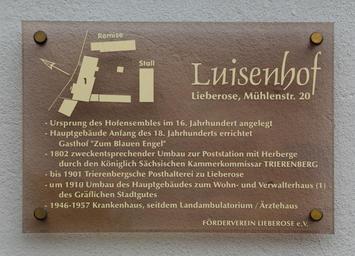 Remise
Stall
1
Luisenhof
Lieberose, Mühlenstr. 20
- Ursprung des Hofensembles im 16. Jahrhundert angelegt
- Hauptgebäude Anfang des 18. Jahrhunderts errichtet
Gasthof "Zum Blauen Engel"
- 1802 zweckentsprechender Umbau zur Poststation mit Herberge
durch den Königlich Sächsischen Kammerkommissar TRIERENBERG
- bis 1901 Trierenbergsche Posthalterei zu Lieberose
- um 1910 Umbau des Hauptgebäudes zum Wohn- und Verwalterhaus (1)
des Gräflichen Stadtgutes
- 1946-1957 Krankenhaus, seitdem Landambulatorium / Ärztehaus
FÖRDERVEREIN LIEBEROSE e.V.